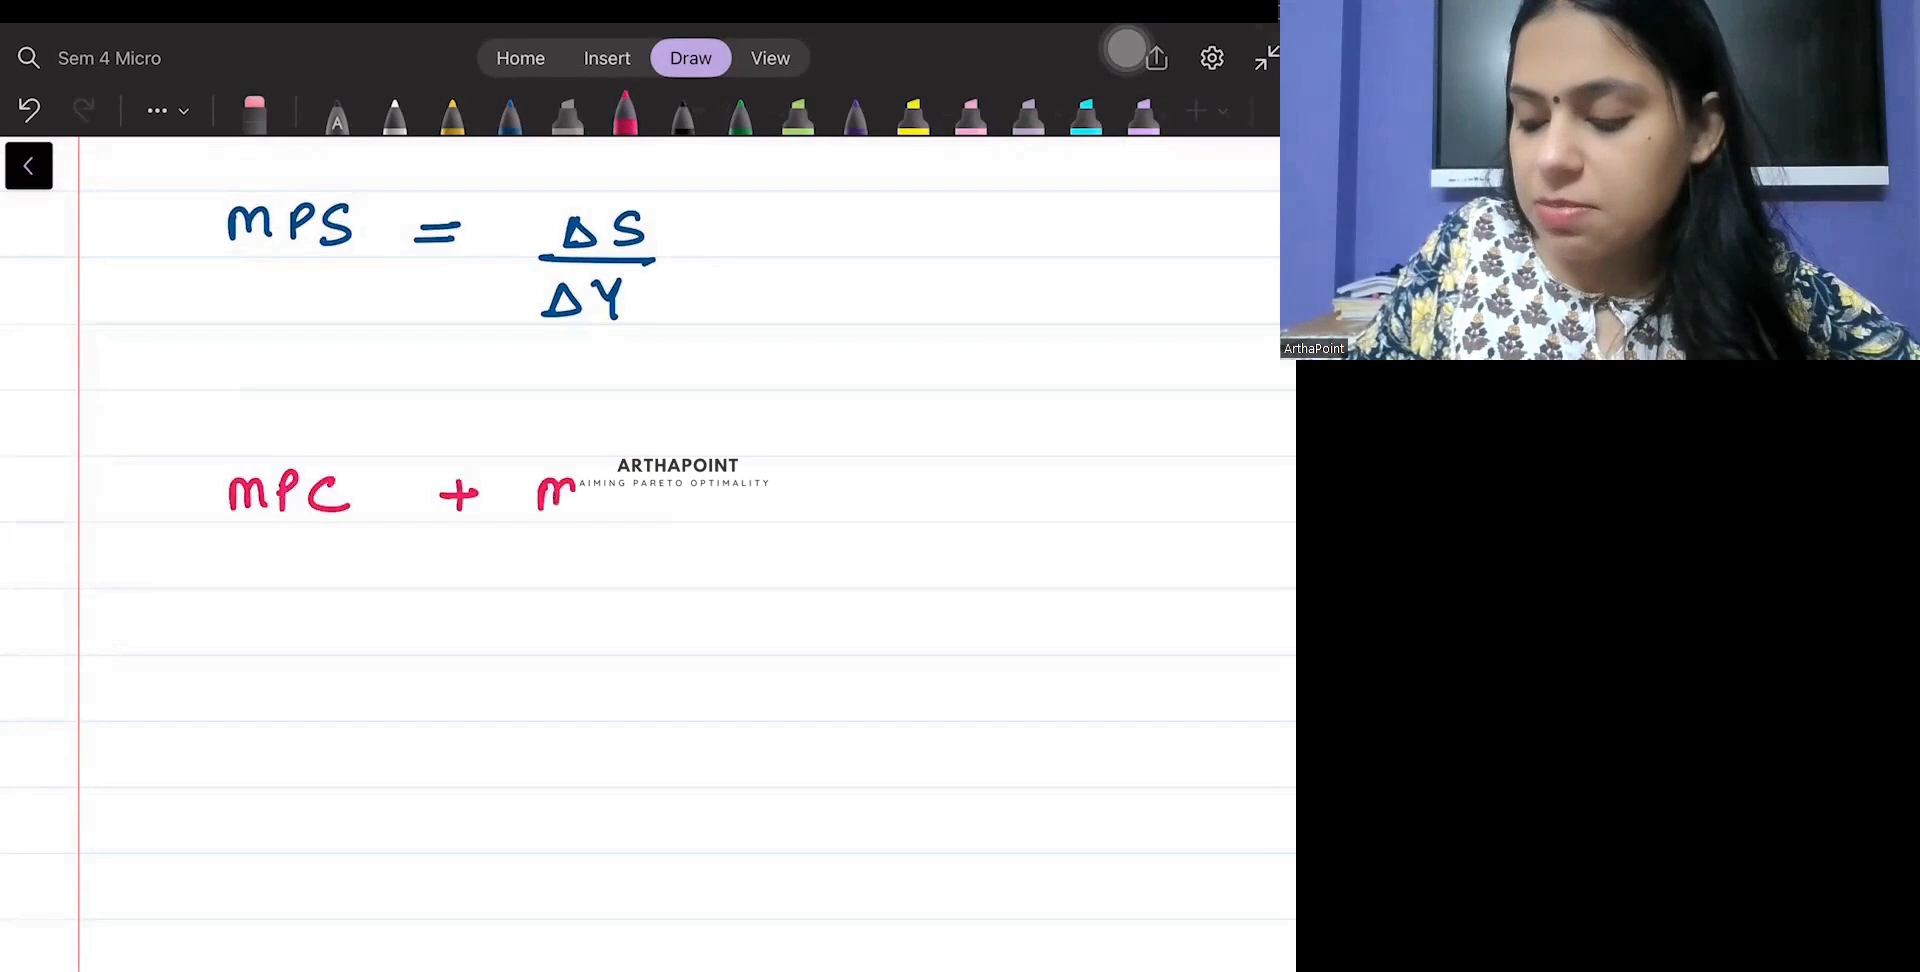 Sem 4 Micro
Home Insert Draw View
A
MPS = ΔS
ΔY
ARTHAPOINT
AIMING PARETO OPTIMALITY
MPC + m
ArthaPoint